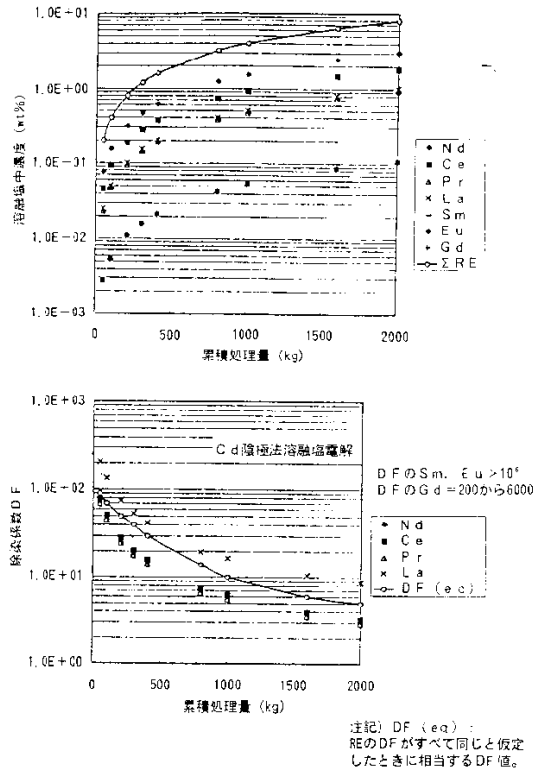 1.0E+01
1.0E+00
1.0E-01
1.0E-02
1.0E-03
溶融塩中濃度 (wt%)
0
500
1000
1500
2000
累積処理量 (kg)
Nd
Ce
Pr
La
Sm
Eu
Gd
ΣRE
1.0E+03
1.0E+02
1.0E+01
1.0E+00
除染係数DF
Cd陰極法溶融塩電解
0
500
1000
1500
2000
累積処理量 (kg)
DFのSm. Eu>10⁶
DFのGd=200から6000
Nd
Ce
Pr
La
DF (eq)
注記) DF (eq) :
REのDFがすべて同じと仮定
したときに相当するDF値。